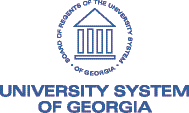 BOARD OF REGENTS OF THE UNIVERSITY SYSTEM
• OF GEORGIA •
UNIVERSITY SYSTEM
OF GEORGIA